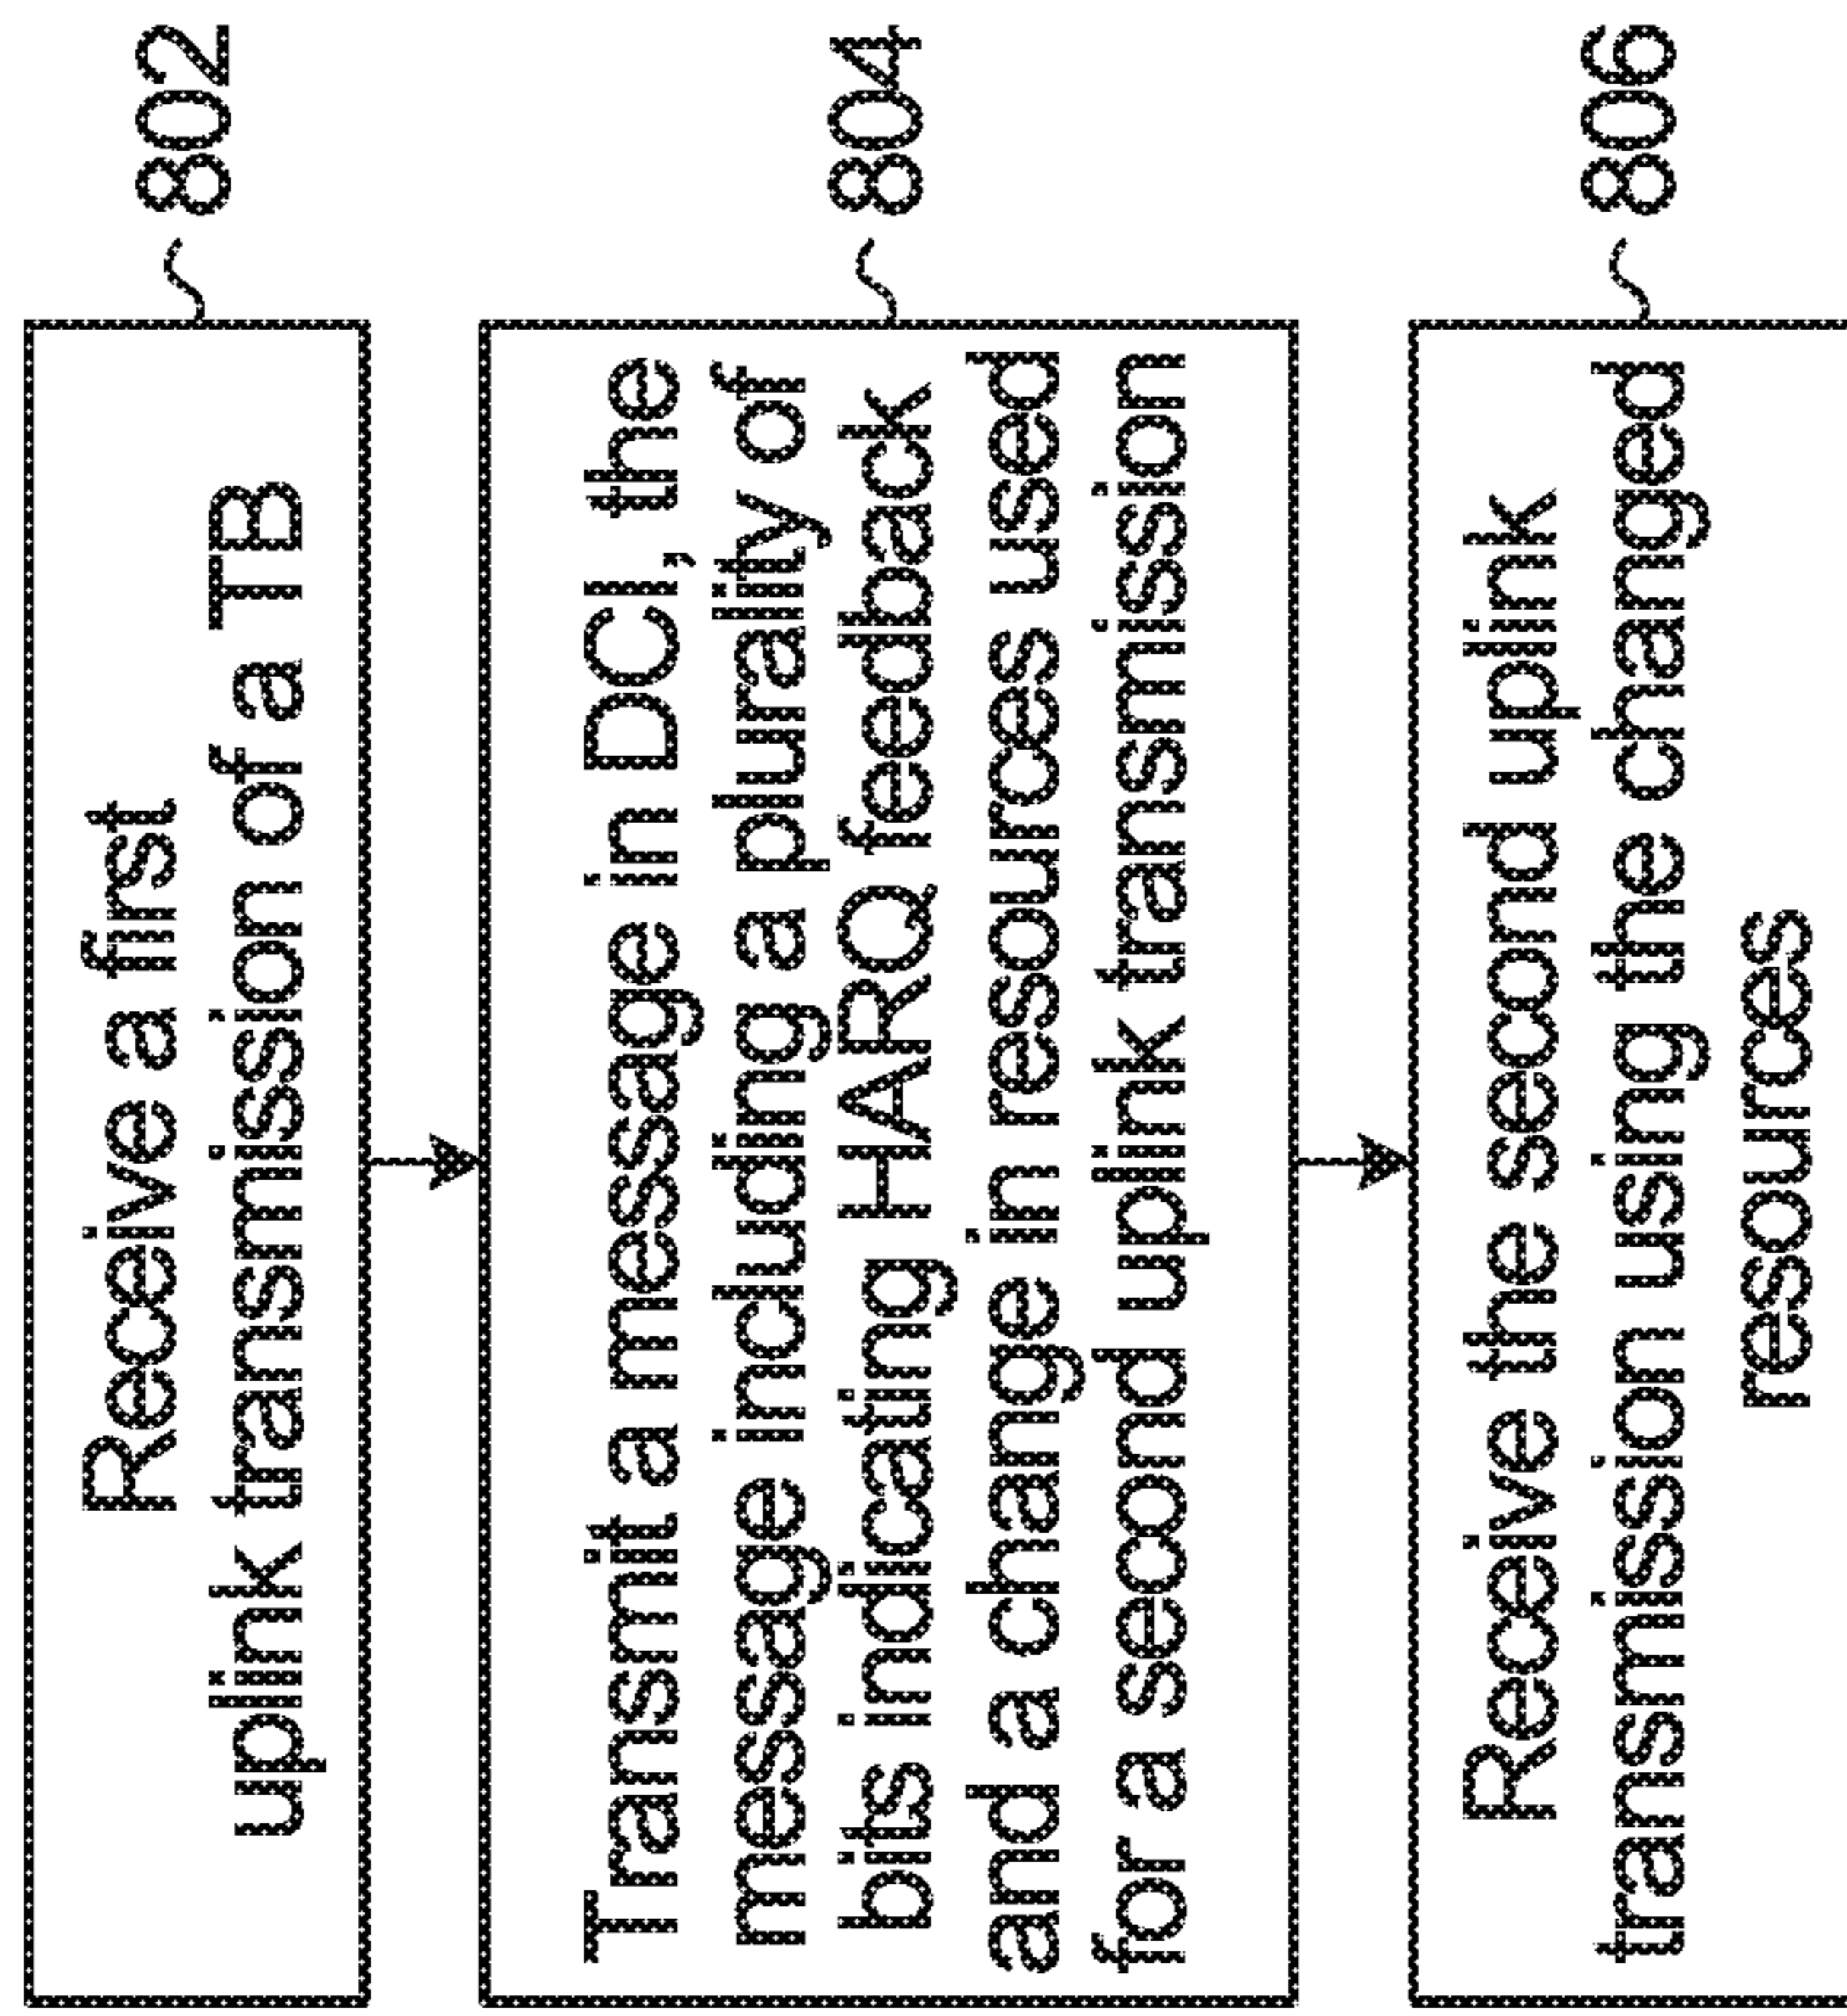 Receive a first
uplink transmission of a TB
802
Transmit a message in DCI, the
message including a plurality of
bits indicating HARQ feedback
and a change in resources used
for a second uplink transmission
804
Receive the second uplink
transmission using the changed
resources
806